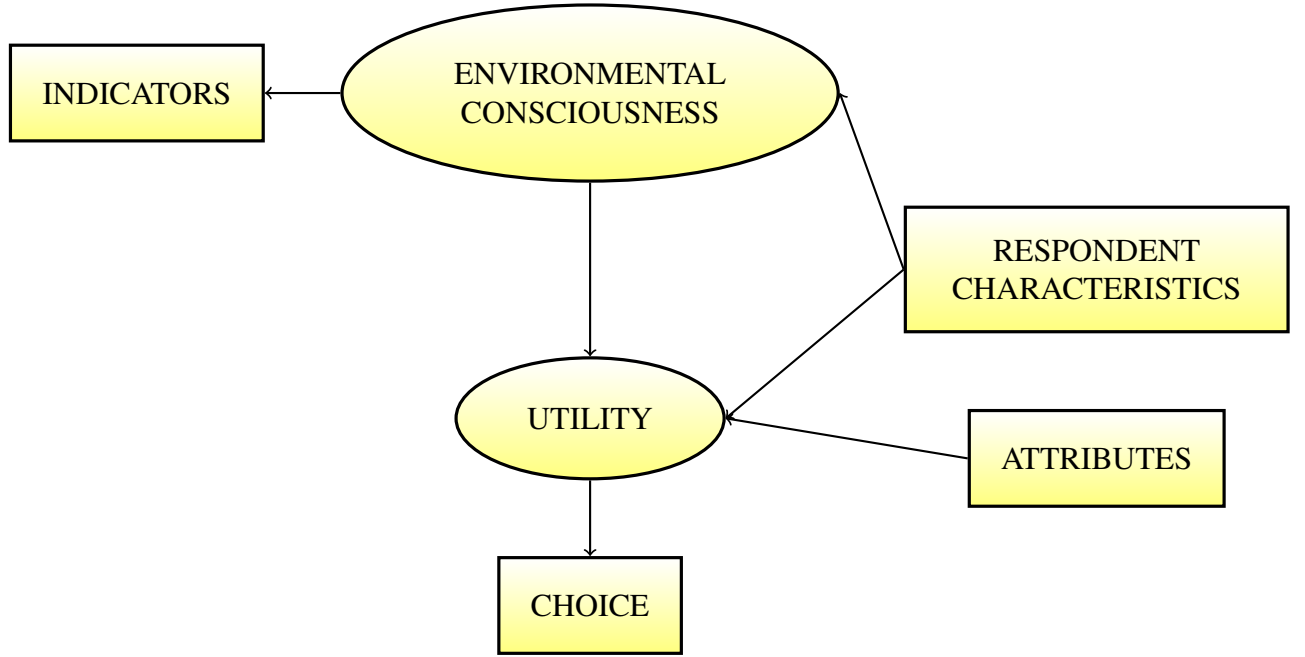 INDICATORS
ENVIRONMENTAL
CONSCIOUSNESS
RESPONDENT
CHARACTERISTICS
UTILITY
ATTRIBUTES
CHOICE